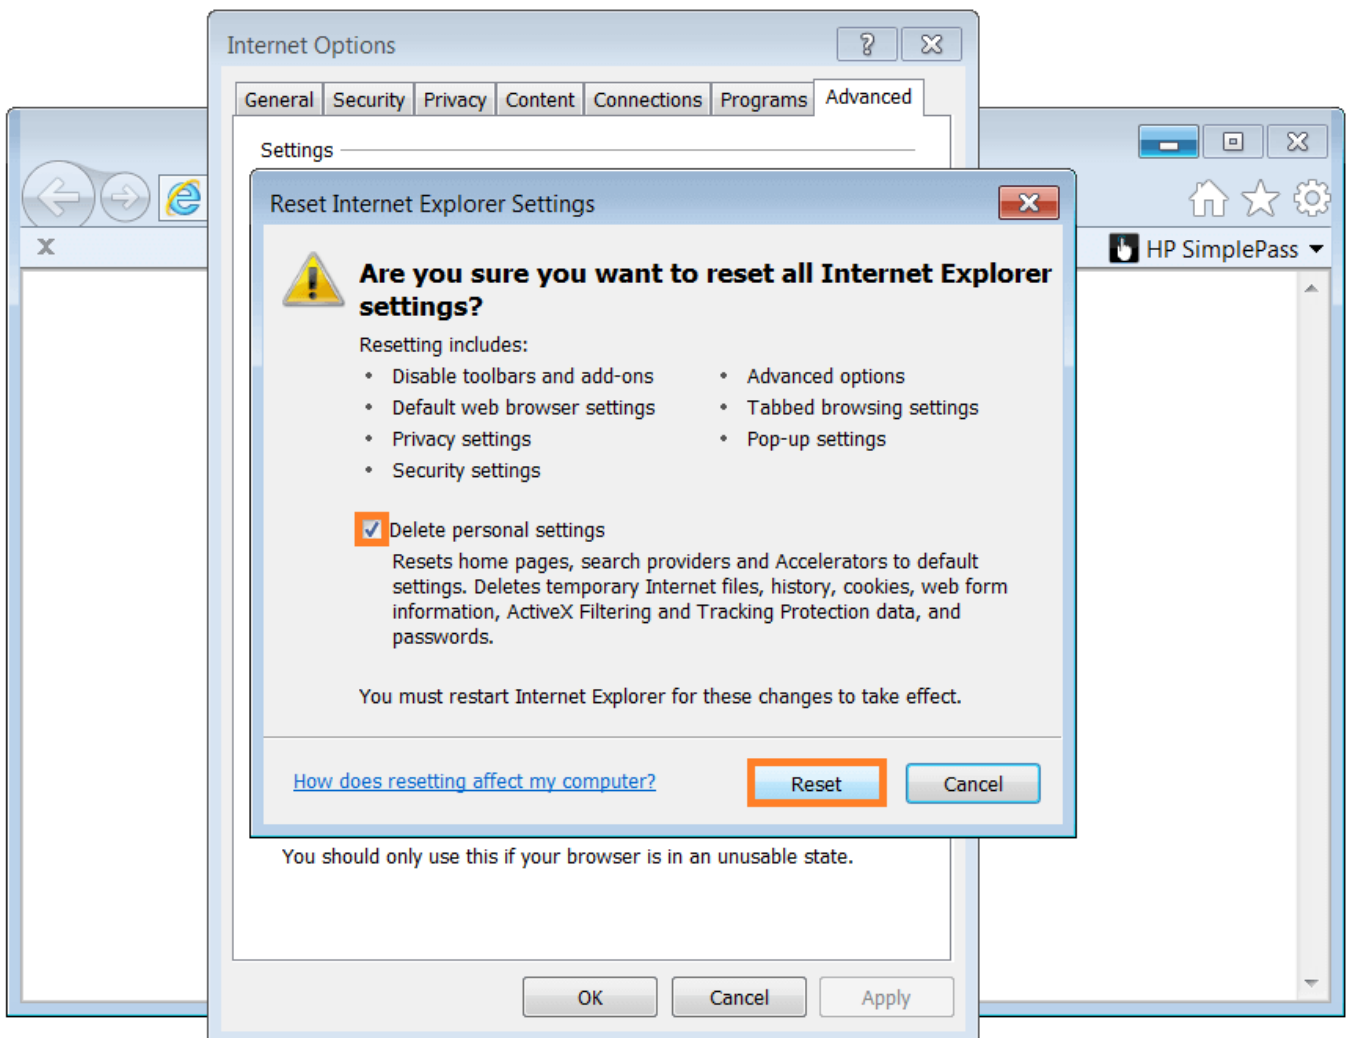 Internet Options
General Security Privacy Content Connections Programs Advanced
Settings
HP SimplePass
Reset Internet Explorer Settings
Are you sure you want to reset all Internet Explorer
settings?
Resetting includes:
• Disable toolbars and add-ons
• Default web browser settings
• Privacy settings
• Security settings
• Advanced options
• Tabbed browsing settings
• Pop-up settings
Delete personal settings
Resets home pages, search providers and Accelerators to default
settings. Deletes temporary Internet files, history, cookies, web form
information, ActiveX Filtering and Tracking Protection data, and
passwords.
You must restart Internet Explorer for these changes to take effect.
How does resetting affect my computer?
Reset Cancel
You should only use this if your browser is in an unusable state.
OK Cancel Apply